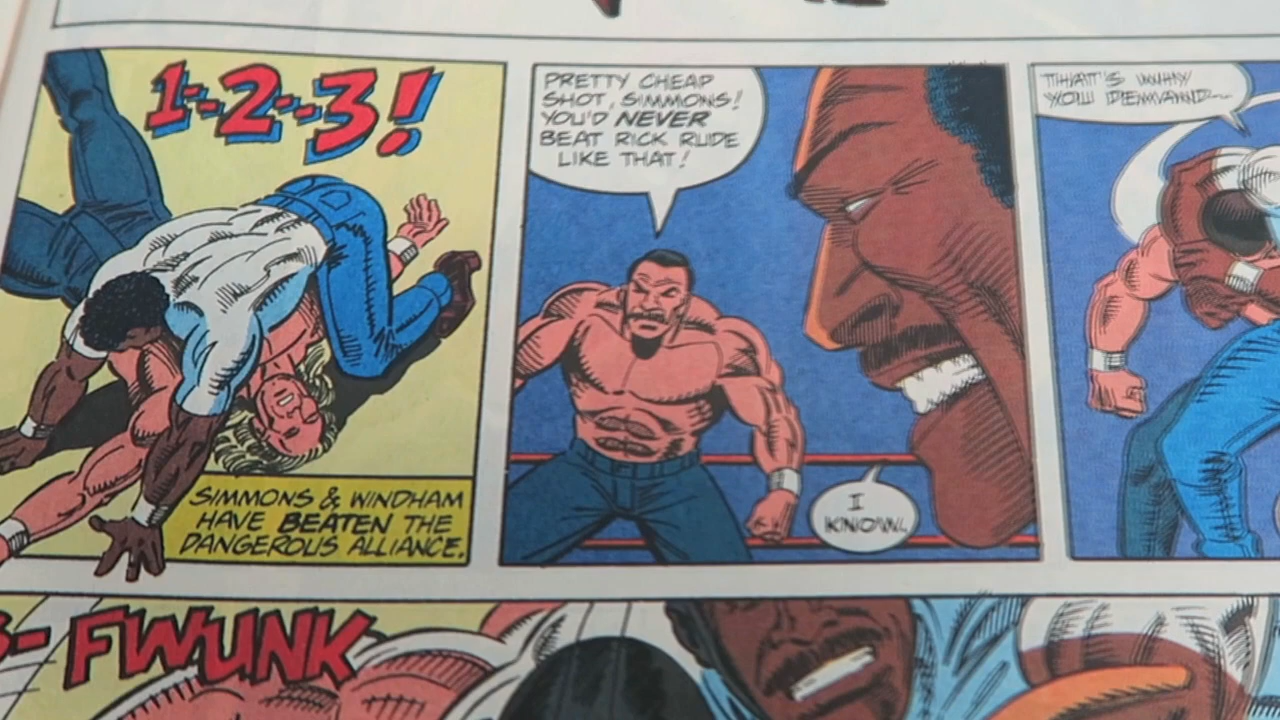 1--2--3!
SIMMONS & WINDHAM
HAVE BEATEN THE
DANGEROUS ALLIANCE.
PRETTY CHEAP
SHOT, SIMMONS!
YOU'D NEVER
BEAT RICK RUDE
LIKE THAT!
I
KNOW.
THAT'S WHY
YOU DEMAND...
FWUNK